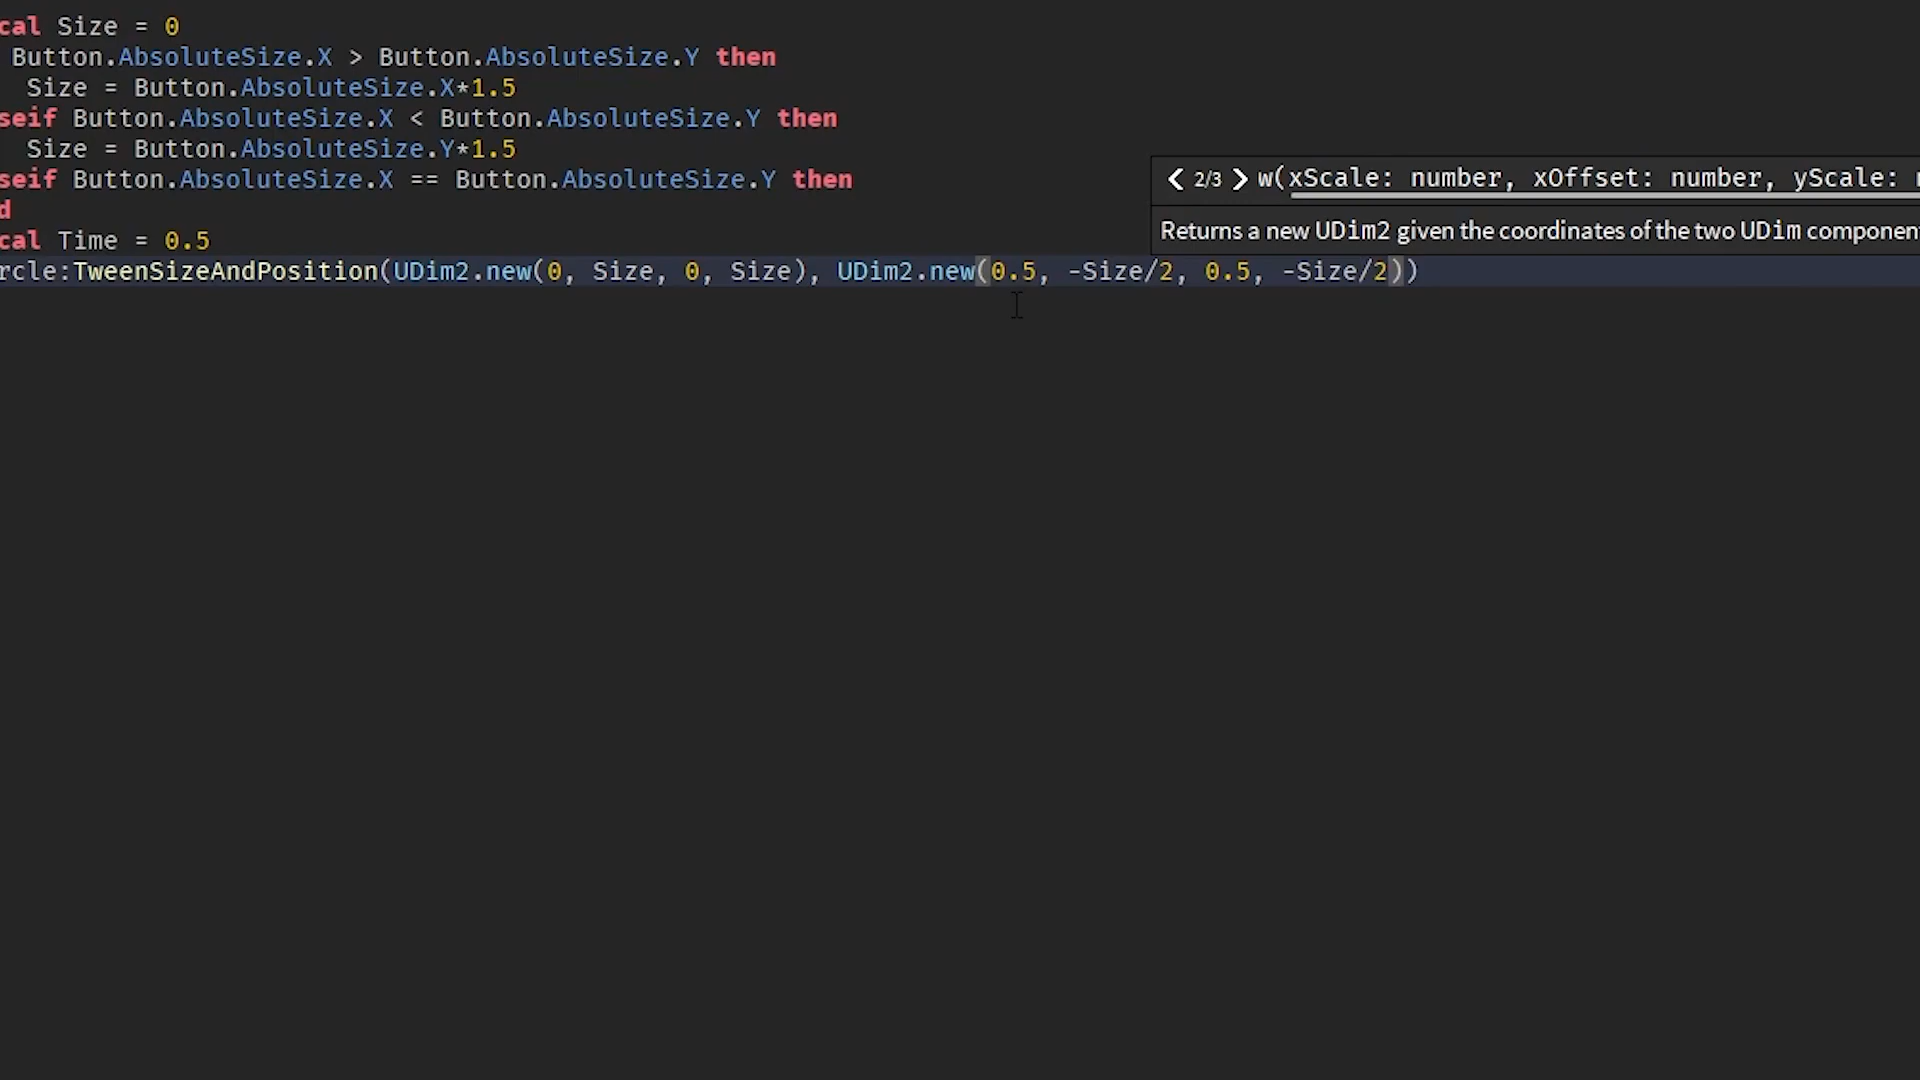 cal Size = 0
Button.AbsoluteSize.X > Button.AbsoluteSize.Y then
Size = Button.AbsoluteSize.X*1.5
seif Button.AbsoluteSize.X < Button.AbsoluteSize.Y then
Size = Button.AbsoluteSize.Y*1.5
seif Button.AbsoluteSize.X == Button.AbsoluteSize.Y then
d
cal Time = 0.5
rcle:TweenSizeAndPosition(UDim2.new(0, Size, 0, Size), UDim2.new(0.5, -Size/2, 0.5, -Size/2))
2/3 w(xScale: number, xOffset: number, yScale:
Returns a new UDim2 given the coordinates of the two UDim componen